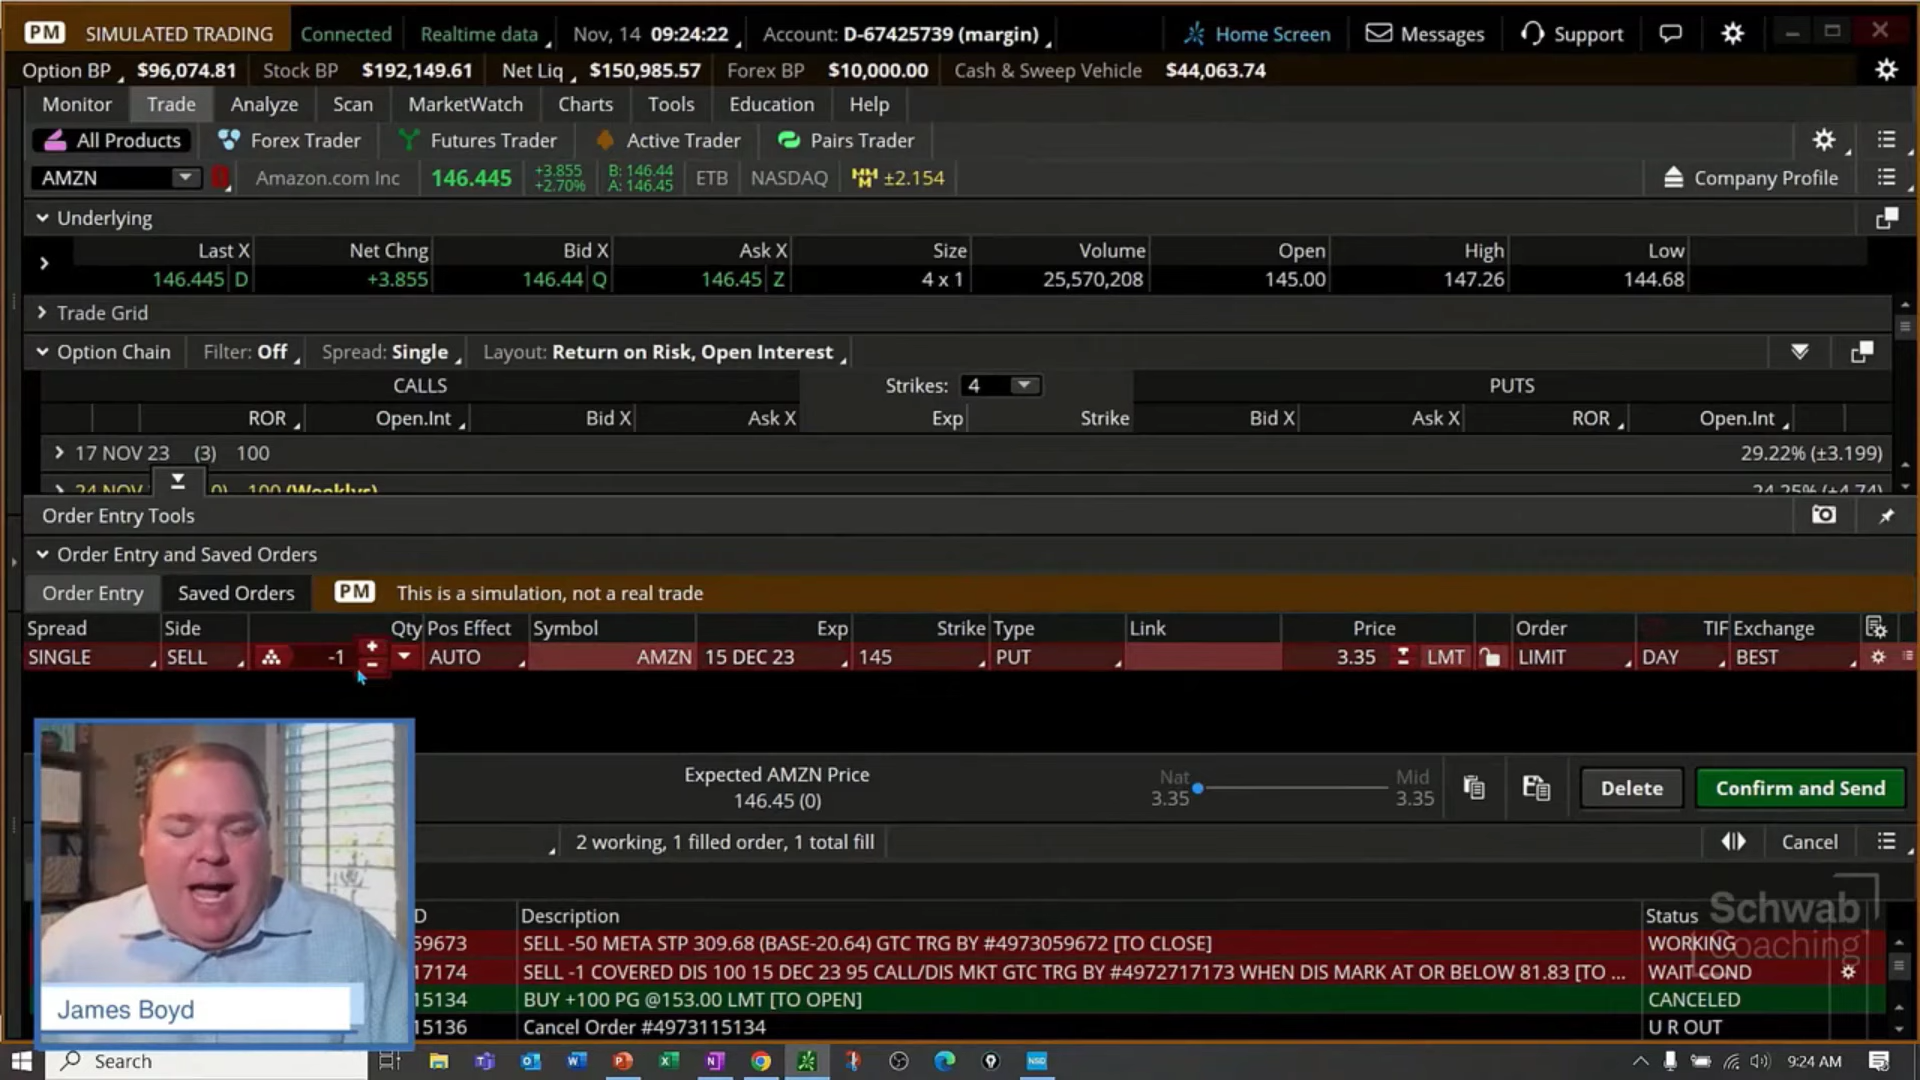 PM SIMULATED TRADING Connected Realtime data Nov, 14 09:24:22 Account: D-67425739 (margin) Home Screen Messages Support
Option BP $96,074.81 Stock BP $192,149.61 Net Liq $150,985.57 Forex BP $10,000.00 Cash & Sweep Vehicle $44,063.74
Monitor Trade Analyze Scan MarketWatch Charts Tools Education Help
All Products Forex Trader Futures Trader Active Trader Pairs Trader
AMZN Amazon.com Inc 146.445 +3.855 +2.70% B: 146.44 A: 146.45 ETB NASDAQ ±2.154 Company Profile
Underlying
Last X Net Chng Bid X Ask X Size Volume Open High Low
146.445 D +3.855 146.44 Q 146.45 Z 4 x 1 25,570,208 145.00 147.26 144.68
Trade Grid
Option Chain Filter: Off Spread: Single Layout: Return on Risk, Open Interest
CALLS Strikes: 4 PUTS
ROR Open.Int Bid X Ask X Exp Strike Bid X Ask X ROR Open.Int
17 NOV 23 (3) 100 29.22% (±3.199)
24 NOV 0) 100 (Weeklys) 24.25% (±4.74)
Order Entry Tools
Order Entry and Saved Orders
Order Entry Saved Orders PM This is a simulation, not a real trade
Spread Side Qty Pos Effect Symbol Exp Strike Type Link Price Order TIF Exchange
SINGLE SELL -1 AUTO AMZN 15 DEC 23 145 PUT 3.35 LMT LIMIT DAY BEST
Expected AMZN Price Nat Mid
146.45 (0) 3.35 3.35 Delete Confirm and Send
2 working, 1 filled order, 1 total fill Cancel
D Description Status
59673 SELL -50 META STP 309.68 (BASE-20.64) GTC TRG BY #4973059672 [TO CLOSE] WORKING
17174 SELL -1 COVERED DIS 100 15 DEC 23 95 CALL/DIS MKT GTC TRG BY #4972717173 WHEN DIS MARK AT OR BELOW 81.83 [TO ... WAIT COND
15134 BUY +100 PG @153.00 LMT [TO OPEN] CANCELED
15136 Cancel Order #4973115134 U R OUT
Schwab
Coaching
James Boyd
Search 9:24 AM